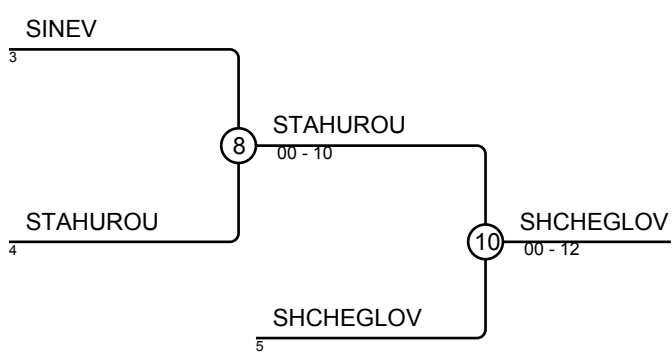 SINEV
3
8
STAHUROU
00 - 10
STAHUROU
4
10
SHCHEGLOV
00 - 12
SHCHEGLOV
5